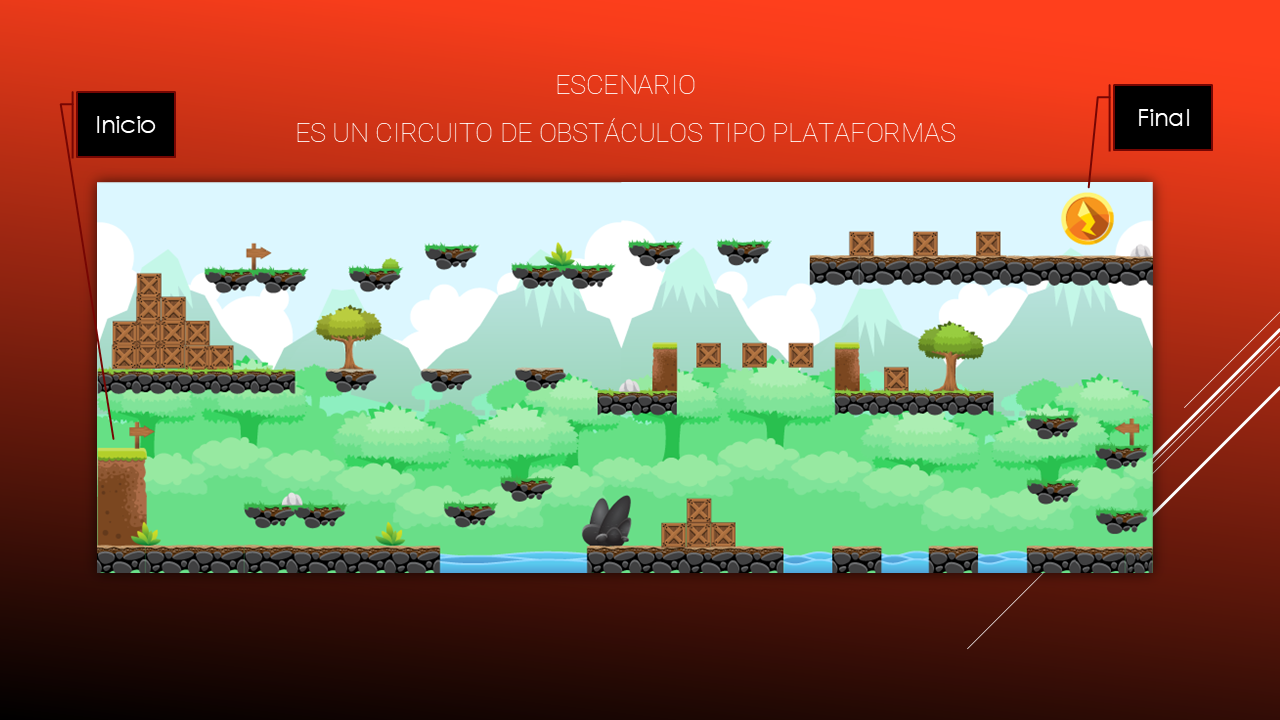 ESCENARIO
ES UN CIRCUITO DE OBSTÁCULOS TIPO PLATAFORMAS
Inicio
Final